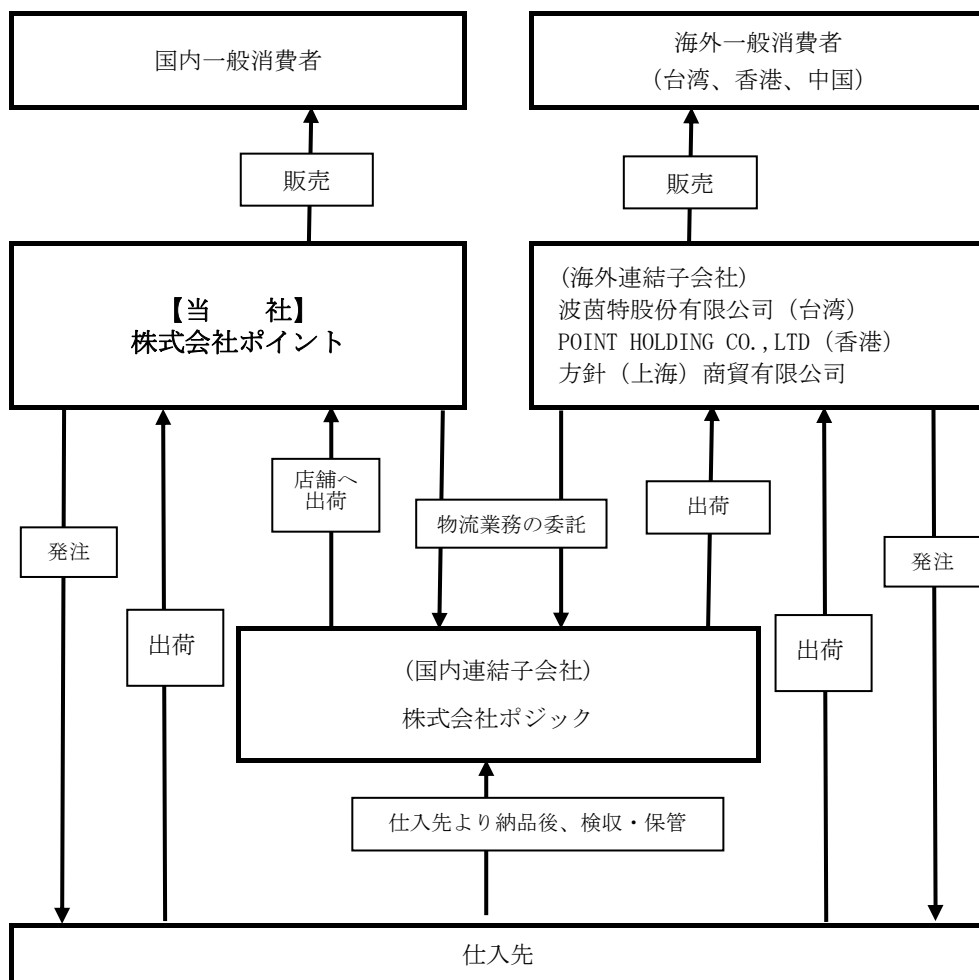 国内一般消費者
海外一般消費者
(台湾、香港、中国)
販売
販売
【当　　社】
株式会社ポイント
(海外連結子会社)
波茵特股份有限公司（台湾）
POINT HOLDING CO.,LTD（香港）
方針（上海）商貿有限公司
店舗へ
出荷
出荷
物流業務の委託
発注
発注
出荷
出荷
(国内連結子会社)
株式会社ポジック
仕入先より納品後、検収・保管
仕入先